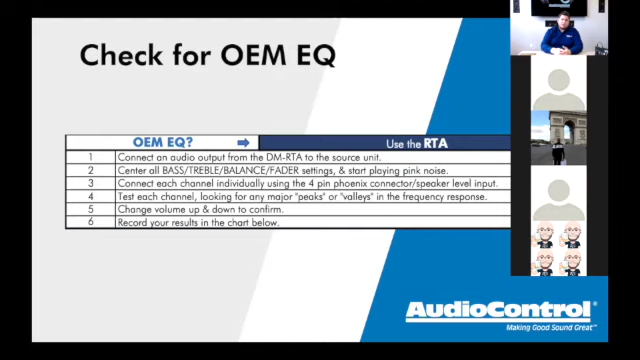 Check for OEM EQ
OEM EQ? Use the RTA
1 Connect an audio output from the DM-RTA to the source unit.
2 Center all BASS/TREBLE/BALANCE/FADER settings, & start playing pink noise.
3 Connect each channel individually using the 4 pin phoenix connector/speaker level input.
4 Test each channel, looking for any major "peaks" or "valleys" in the frequency response.
5 Change volume up & down to confirm.
6 Record your results in the chart below.
AudioControl®
Making Good Sound Great™